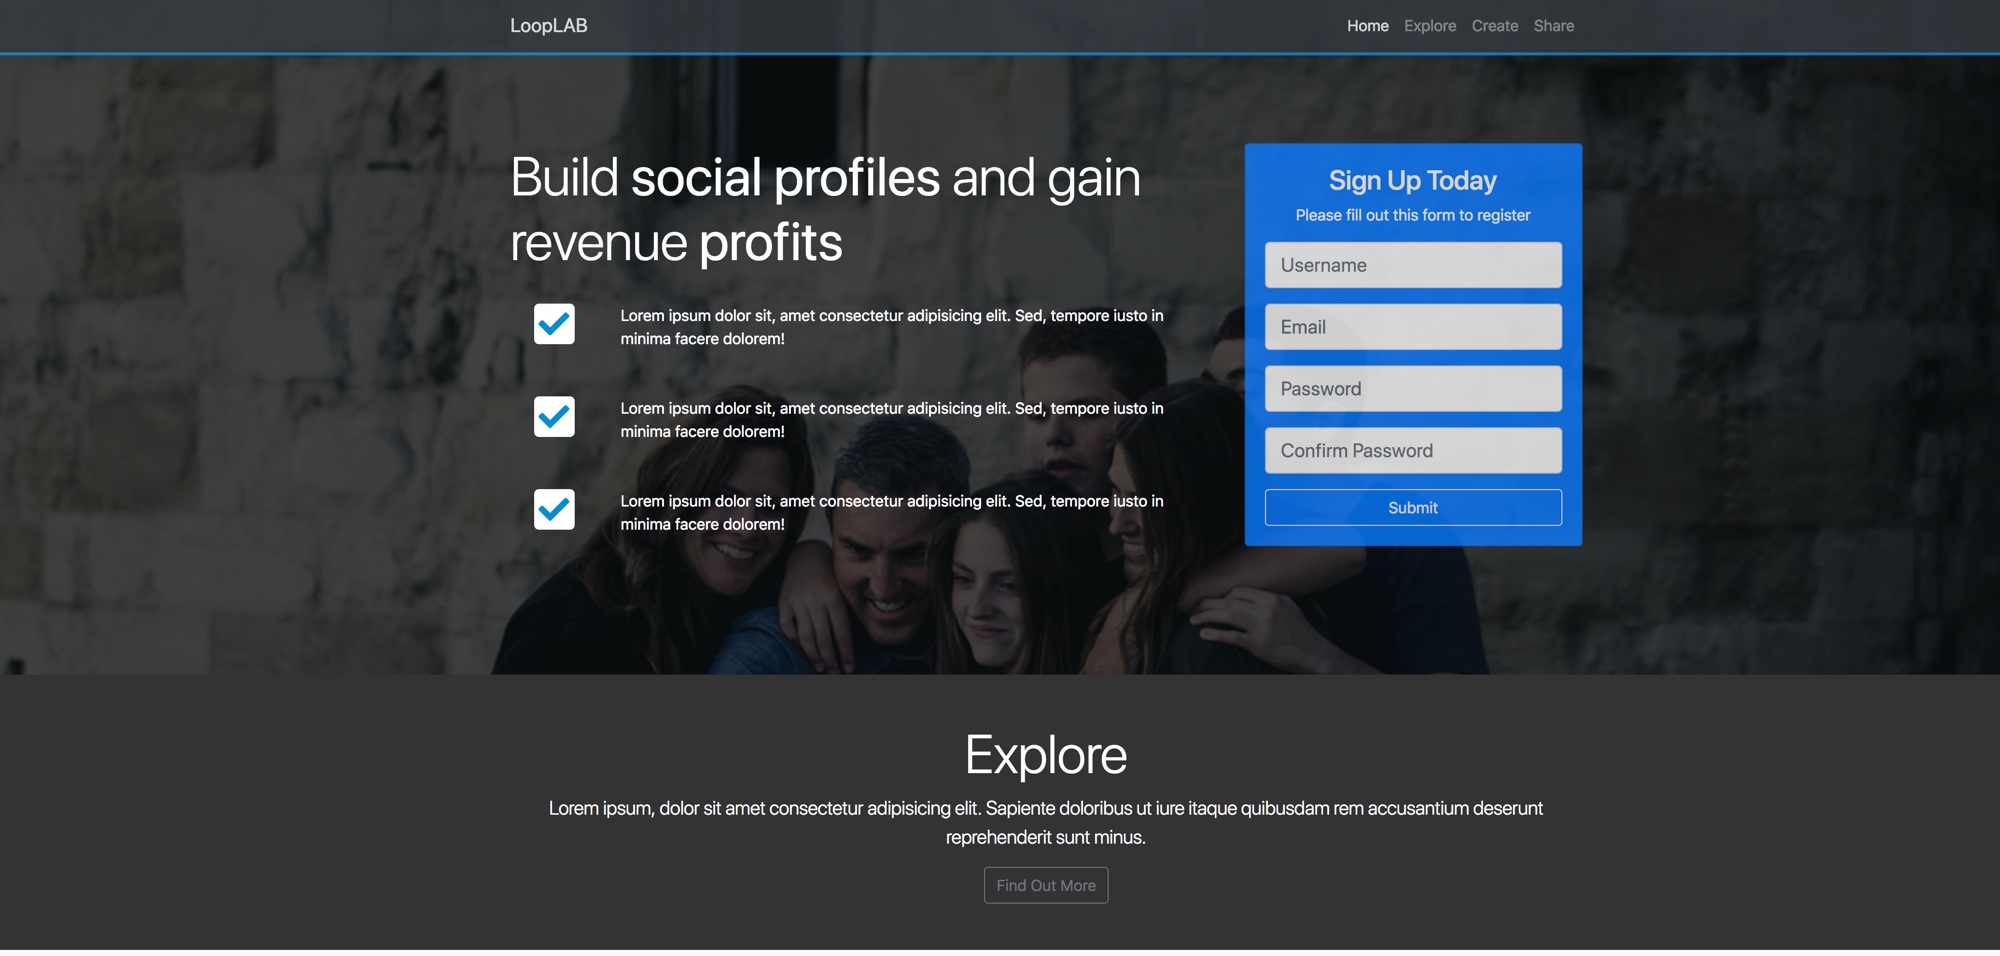 LoopLAB
Home Explore Create Share
Build social profiles and gain
revenue profits
Lorem ipsum dolor sit, amet consectetur adipisicing elit. Sed, tempore iusto in
minima facere dolorem!
Lorem ipsum dolor sit, amet consectetur adipisicing elit. Sed, tempore iusto in
minima facere dolorem!
Lorem ipsum dolor sit, amet consectetur adipisicing elit. Sed, tempore iusto in
minima facere dolorem!
Sign Up Today
Please fill out this form to register
Username
Email
Password
Confirm Password
Submit
Explore
Lorem ipsum, dolor sit amet consectetur adipisicing elit. Sapiente doloribus ut iure itaque quibusdam rem accusantium deserunt
reprehenderit sunt minus.
Find Out More